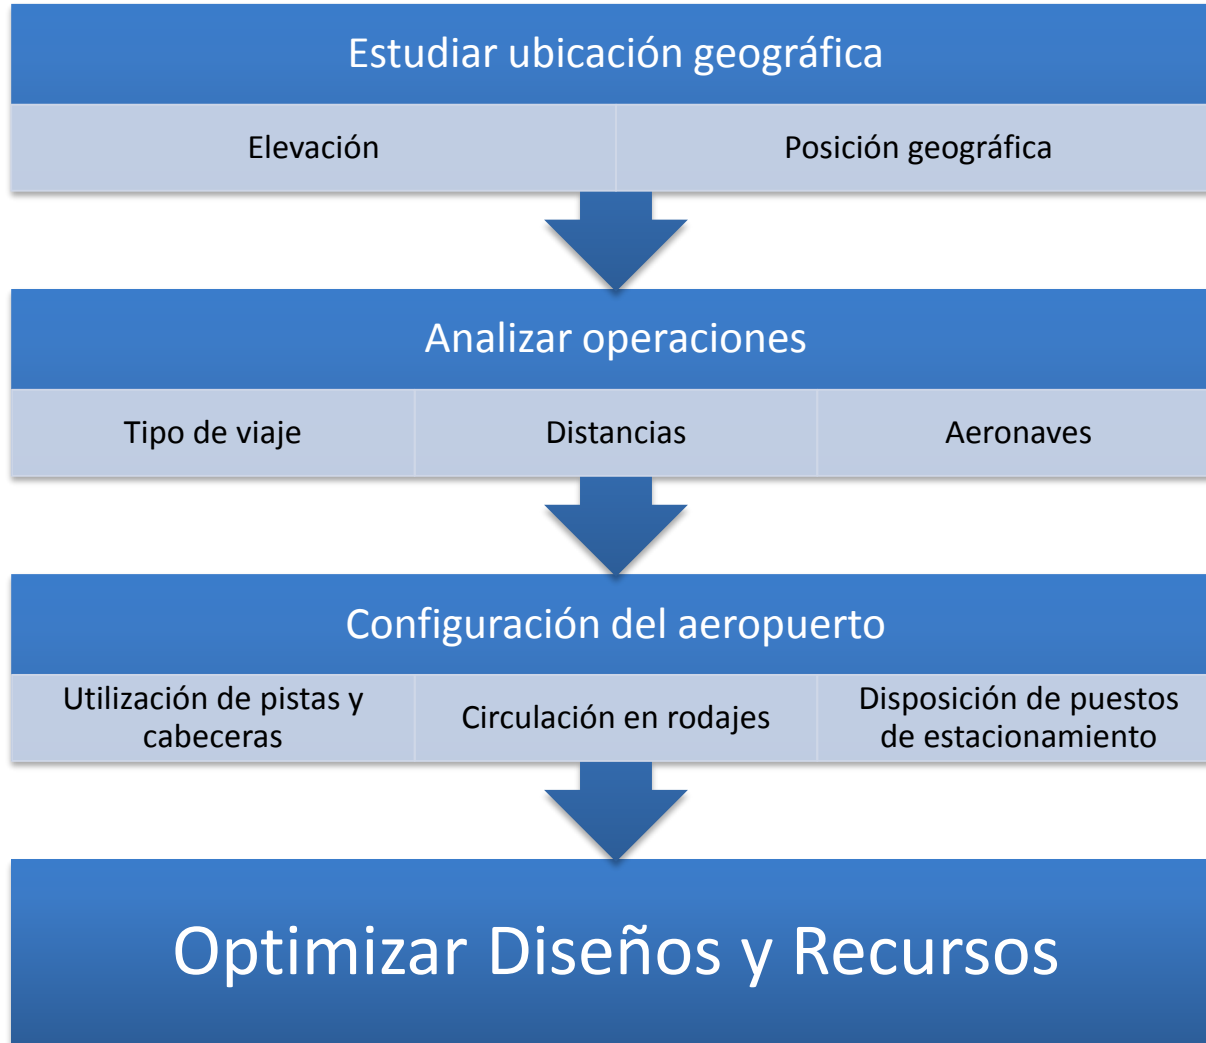 Estudiar ubicación geográfica
Elevación
Posición geográfica
Analizar operaciones
Tipo de viaje
Distancias
Aeronaves
Configuración del aeropuerto
Utilización de pistas y
cabeceras
Circulación en rodajes
Disposición de puestos
de estacionamiento
Optimizar Diseños y Recursos